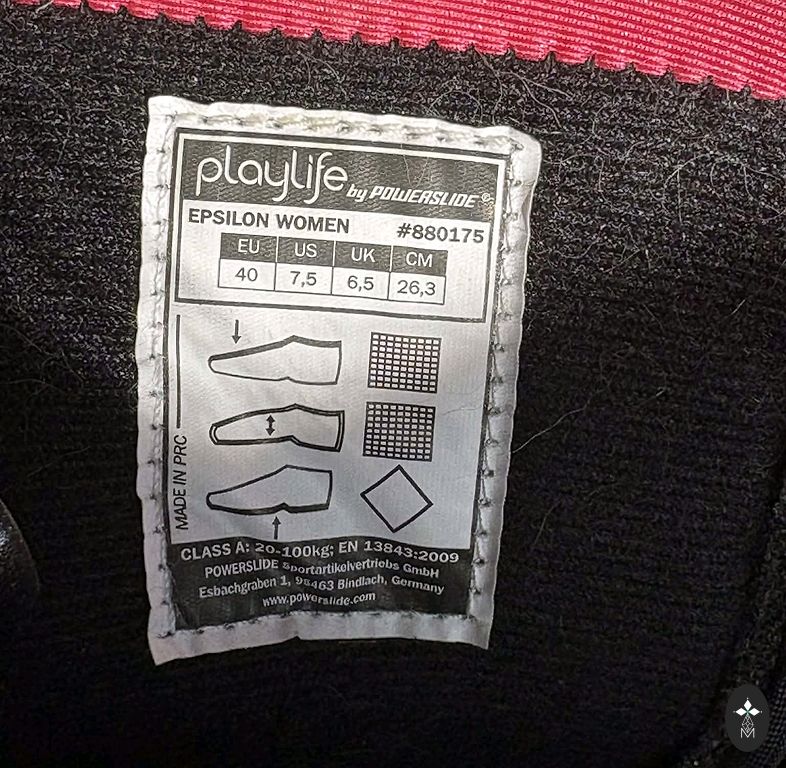 playlife by POWERSLIDE®
EPSILON WOMEN #880175
EU US UK CM
40 7,5 6,5 26,3
MADE IN PRC
CLASS A: 20-100kg; EN 13843:2009
POWERSLIDE Sportartikelvertriebs GmbH
Esbachgraben 1, 95463 Bindlach, Germany
www.powerslide.com
M